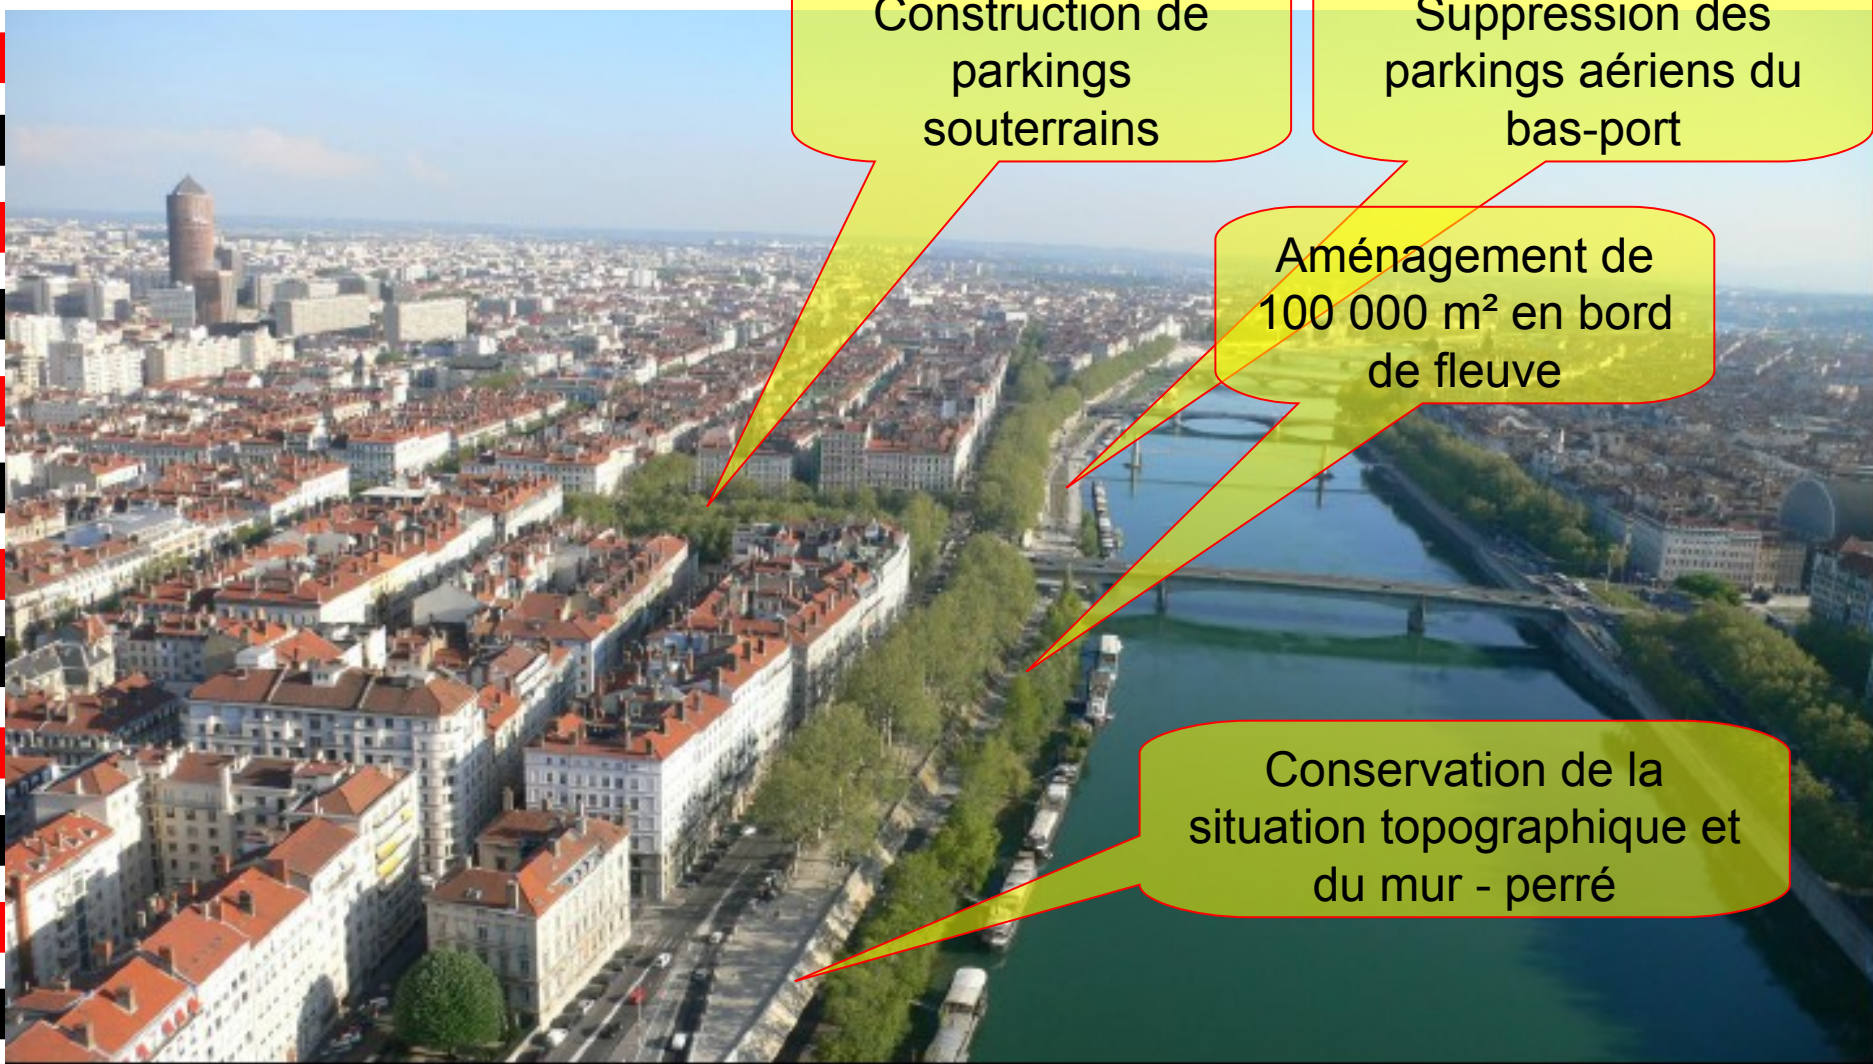 Construction de
parkings
souterrains
Suppression des
parkings aériens du
bas-port
Aménagement de
100 000 m² en bord
de fleuve
Conservation de la
situation topographique et
du mur - perré